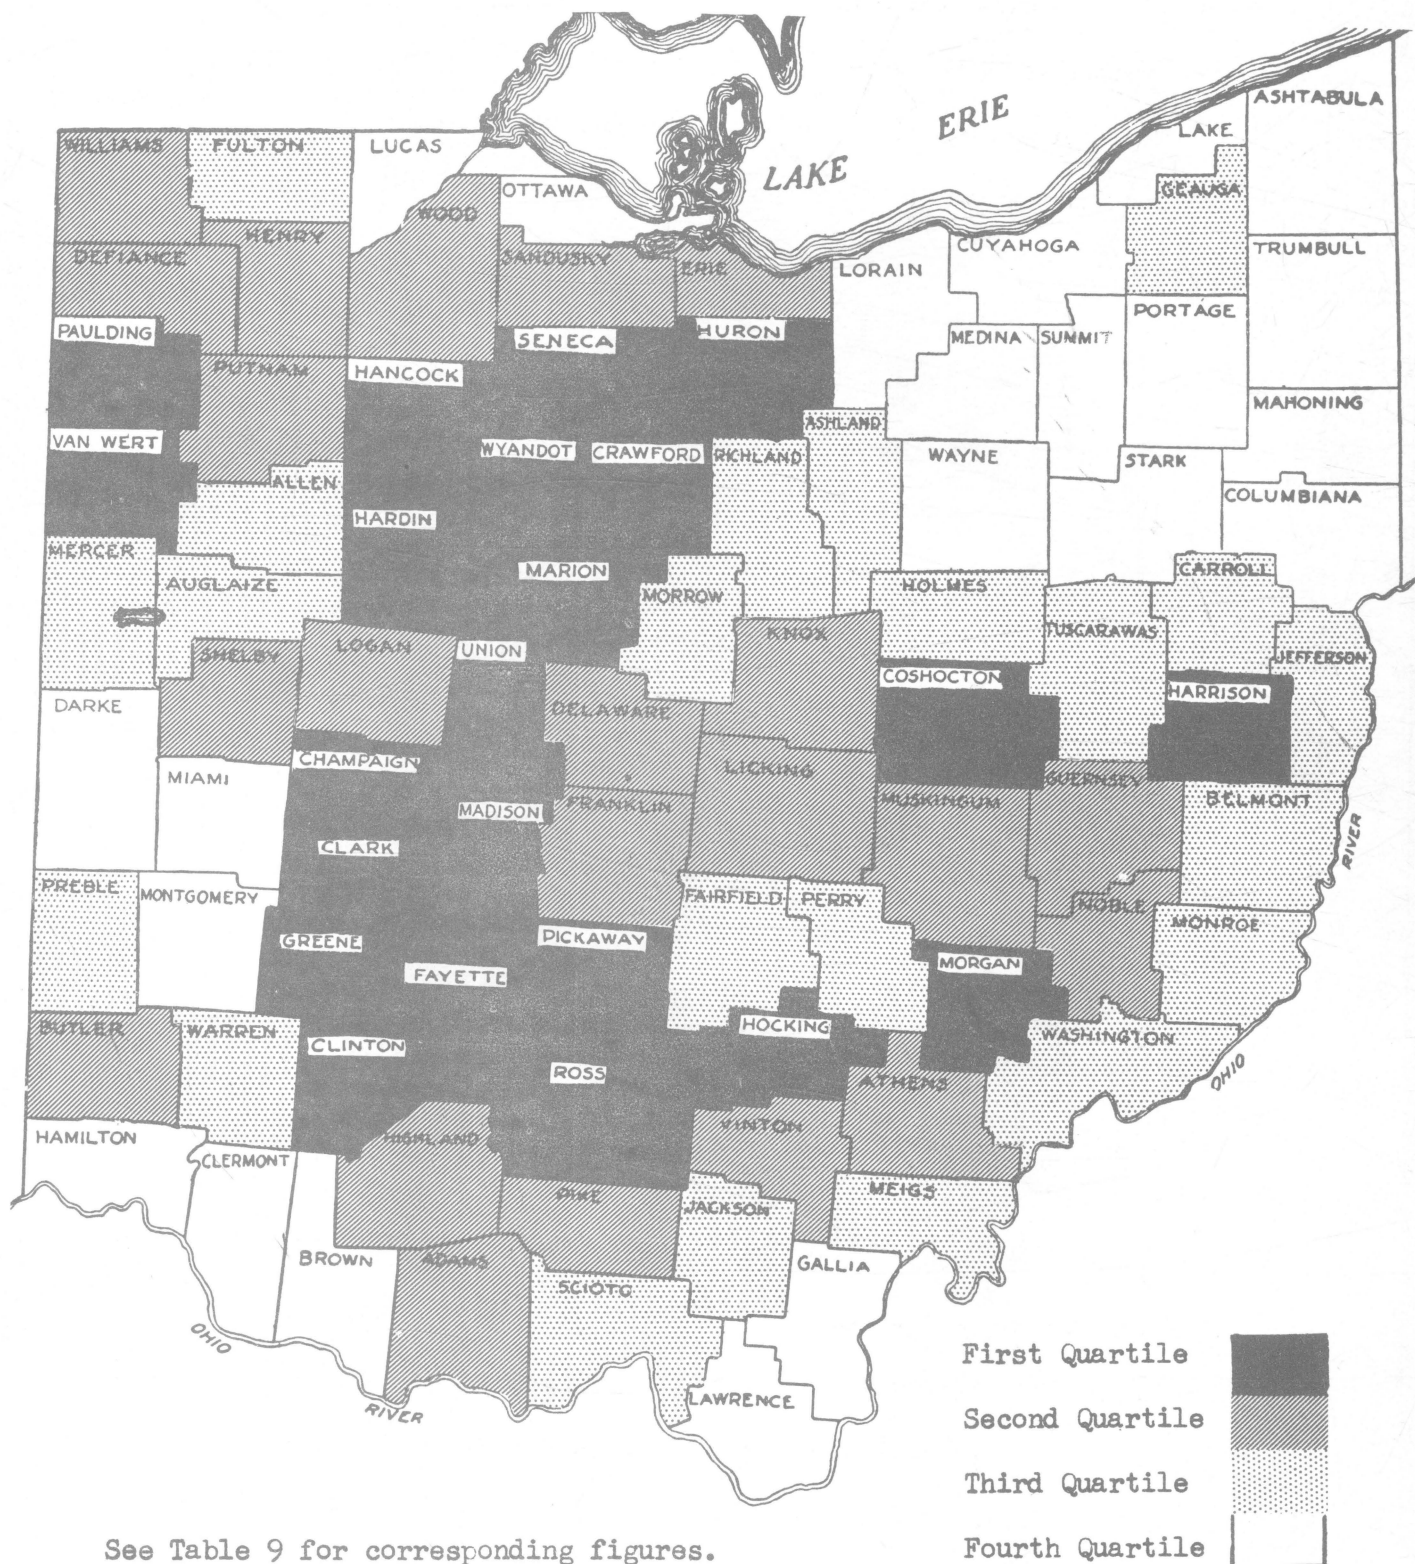 ASHTABULA
ERIE
LAKE
WILLIAMS
FULTON
LUCAS
LAKE
GEAUGA
OTTAWA
WOOD
HENRY
CUYAHOGA
TRUMBULL
DEFIANCE
SANDUSKY
ERIE
LORAIN
PORTAGE
PAULDING
SENECA
HURON
MEDINA
SUMMIT
PUTNAM
HANCOCK
MAHONING
ASHLAND
VAN WERT
WYANDOT
CRAWFORD
RICHLAND
WAYNE
STARK
ALLEN
COLUMBIANA
HARDIN
MERCER
AUGLAIZE
MARION
MORROW
HOLMES
CARROLL
KNOX
TUSCARAWAS
SHELBY
LOGAN
UNION
JEFFERSON
COSHOCTON
HARRISON
DARKE
DELAWARE
CHAMPAIGN
MIAMI
LICKING
GUERNSEY
MADISON
FRANKLIN
MUSKINGUM
BELMONT
RIVER
CLARK
PREBLE
MONTGOMERY
FAIRFIELD
PERRY
NOBLE
MONROE
GREENE
PICKAWAY
FAYETTE
MORGAN
BUTLER
WARREN
CLINTON
HOCKING
WASHINGTON
ROSS
ATHENS
OHIO
HAMILTON
CLERMONT
HIGHLAND
VINTON
PIKE
JACKSON
MEIGS
BROWN
ADAMS
GALLIA
SCIOTO
OHIO
RIVER
LAWRENCE
First Quartile
Second Quartile
Third Quartile
Fourth Quartile
See Table 9 for corresponding figures.